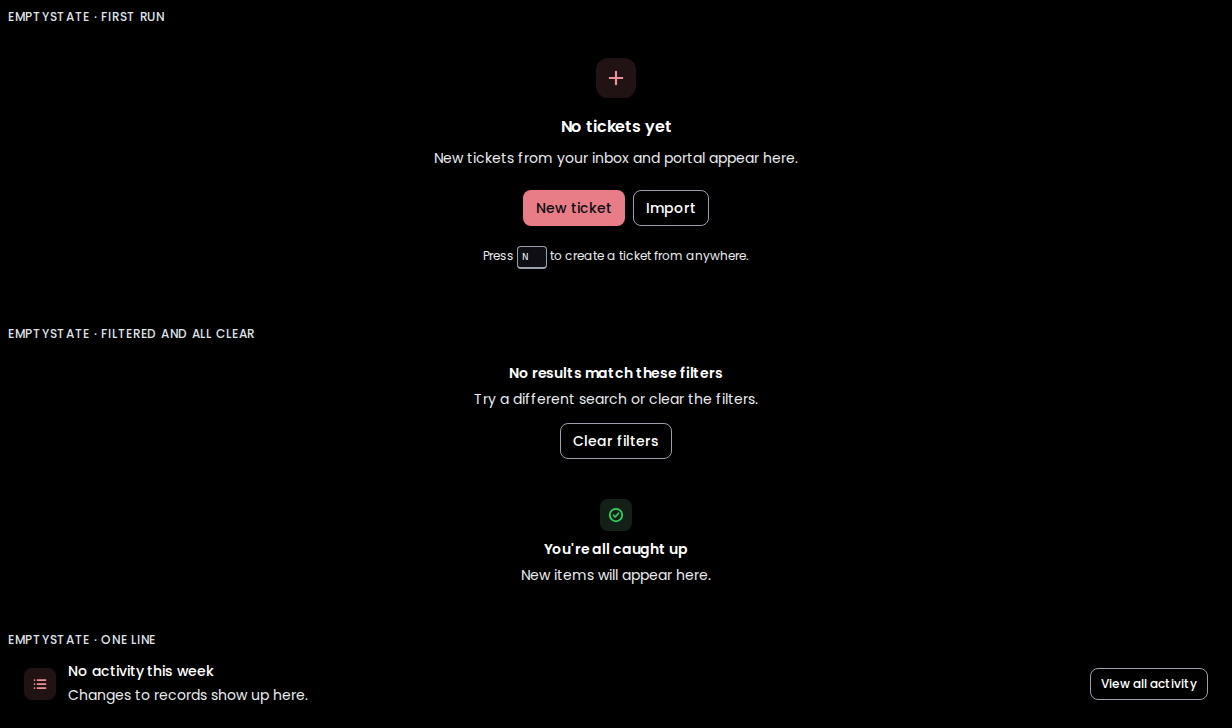 EMPTYSTATE · FIRST RUN
No tickets yet
New tickets from your inbox and portal appear here.
New ticket
Import
Press N to create a ticket from anywhere.
EMPTYSTATE · FILTERED AND ALL CLEAR
No results match these filters
Try a different search or clear the filters.
Clear filters
You're all caught up
New items will appear here.
EMPTYSTATE · ONE LINE
No activity this week
Changes to records show up here.
View all activity